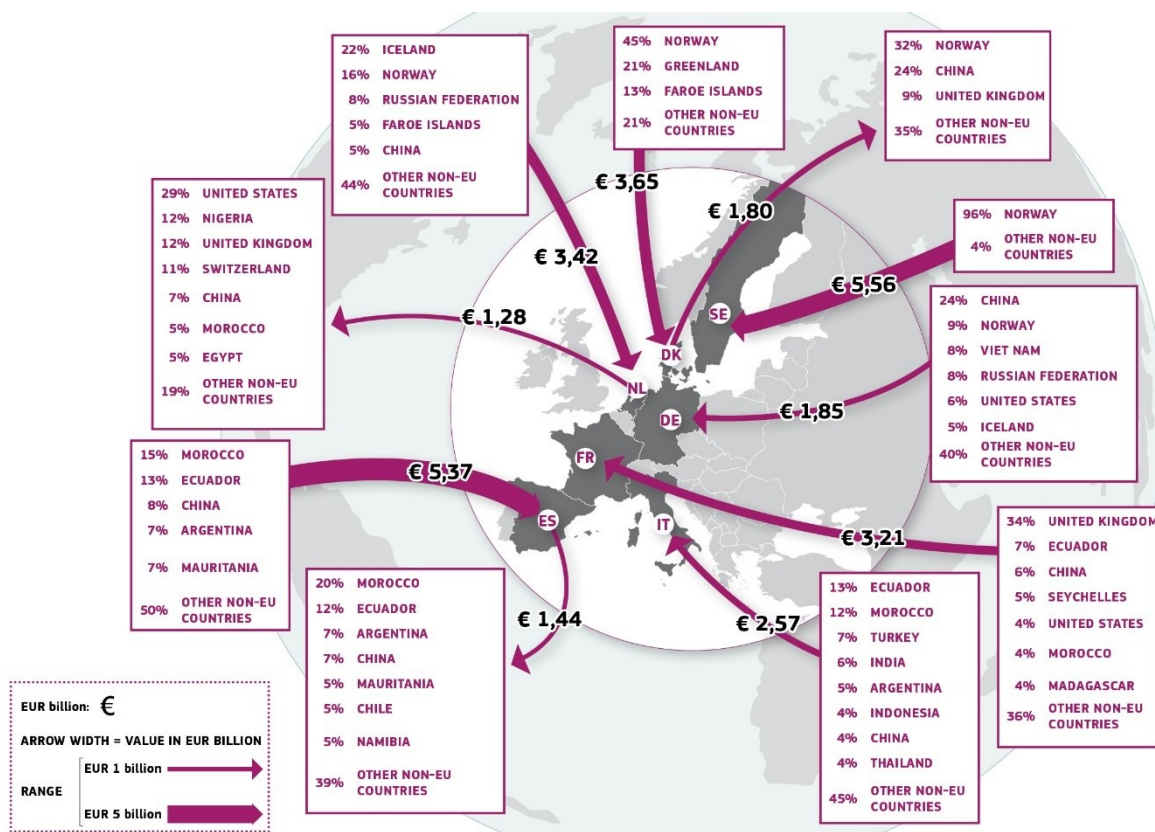 22% ICELAND
16% NORWAY
8% RUSSIAN FEDERATION
5% FAROE ISLANDS
5% CHINA
44% OTHER NON-EU
COUNTRIES
45% NORWAY
21% GREENLAND
13% FAROE ISLANDS
21% OTHER NON-EU
COUNTRIES
32% NORWAY
24% CHINA
9% UNITED KINGDOM
35% OTHER NON-EU
COUNTRIES
29% UNITED STATES
12% NIGERIA
12% UNITED KINGDOM
11% SWITZERLAND
7% CHINA
5% MOROCCO
5% EGYPT
19% OTHER NON-EU
COUNTRIES
96% NORWAY
4% OTHER NON-EU
COUNTRIES
24% CHINA
9% NORWAY
8% VIET NAM
8% RUSSIAN FEDERATION
6% UNITED STATES
5% ICELAND
40% OTHER NON-EU
COUNTRIES
€ 3,65
€ 1,80
€ 3,42
€ 5,56
€ 1,28
€ 1,85
€ 5,37
€ 3,21
€ 1,44
€ 2,57
SE
DK
NL
DE
FR
ES
IT
15% MOROCCO
13% ECUADOR
8% CHINA
7% ARGENTINA
7% MAURITANIA
50% OTHER NON-EU
COUNTRIES
20% MOROCCO
12% ECUADOR
7% ARGENTINA
7% CHINA
5% MAURITANIA
5% CHILE
5% NAMIBIA
39% OTHER NON-EU
COUNTRIES
13% ECUADOR
12% MOROCCO
7% TURKEY
6% INDIA
5% ARGENTINA
4% INDONESIA
4% CHINA
4% THAILAND
45% OTHER NON-EU
COUNTRIES
34% UNITED KINGDOM
7% ECUADOR
6% CHINA
5% SEYCHELLES
4% UNITED STATES
4% MOROCCO
4% MADAGASCAR
36% OTHER NON-EU
COUNTRIES
EUR billion: €
ARROW WIDTH = VALUE IN EUR BILLION
RANGE
EUR 1 billion
EUR 5 billion